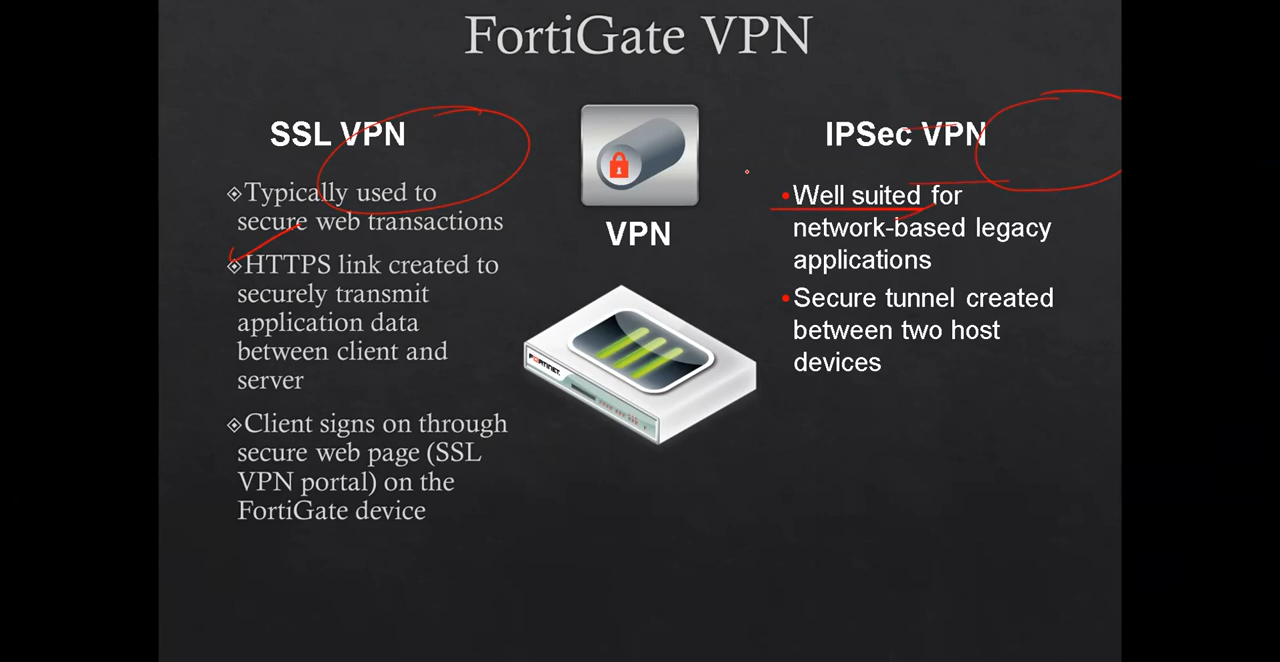 FortiGate VPN
SSL VPN
Typically used to
secure web transactions
HTTPS link created to
securely transmit
application data
between client and
server
Client signs on through
secure web page (SSL
VPN portal) on the
FortiGate device
VPN
FORTINET
IPSec VPN
Well suited for
network-based legacy
applications
Secure tunnel created
between two host
devices